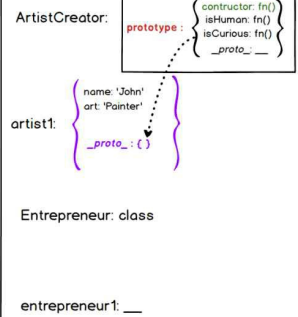 contructor: fn()
ArtistCreator:
isHuman: fn()
prototype :
isCurious: fn()
_proto_: __
name: 'John'
art: 'Painter'
artist1:
_proto_ : { }
Entrepreneur: class
entrepreneur1: __